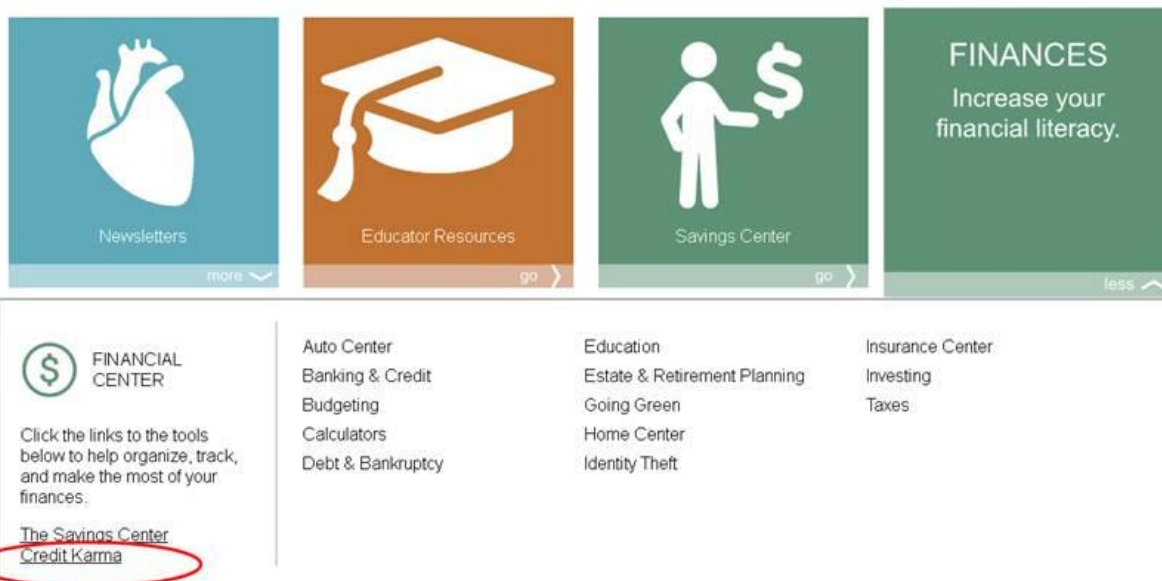 Newsletters
more
Educator Resources
go
Savings Center
go
FINANCES
Increase your
financial literacy.
less
$
FINANCIAL
CENTER
Click the links to the tools
below to help organize, track,
and make the most of your
finances.
The Savings Center
Credit Karma
Auto Center
Banking & Credit
Budgeting
Calculators
Debt & Bankruptcy
Education
Estate & Retirement Planning
Going Green
Home Center
Identity Theft
Insurance Center
Investing
Taxes